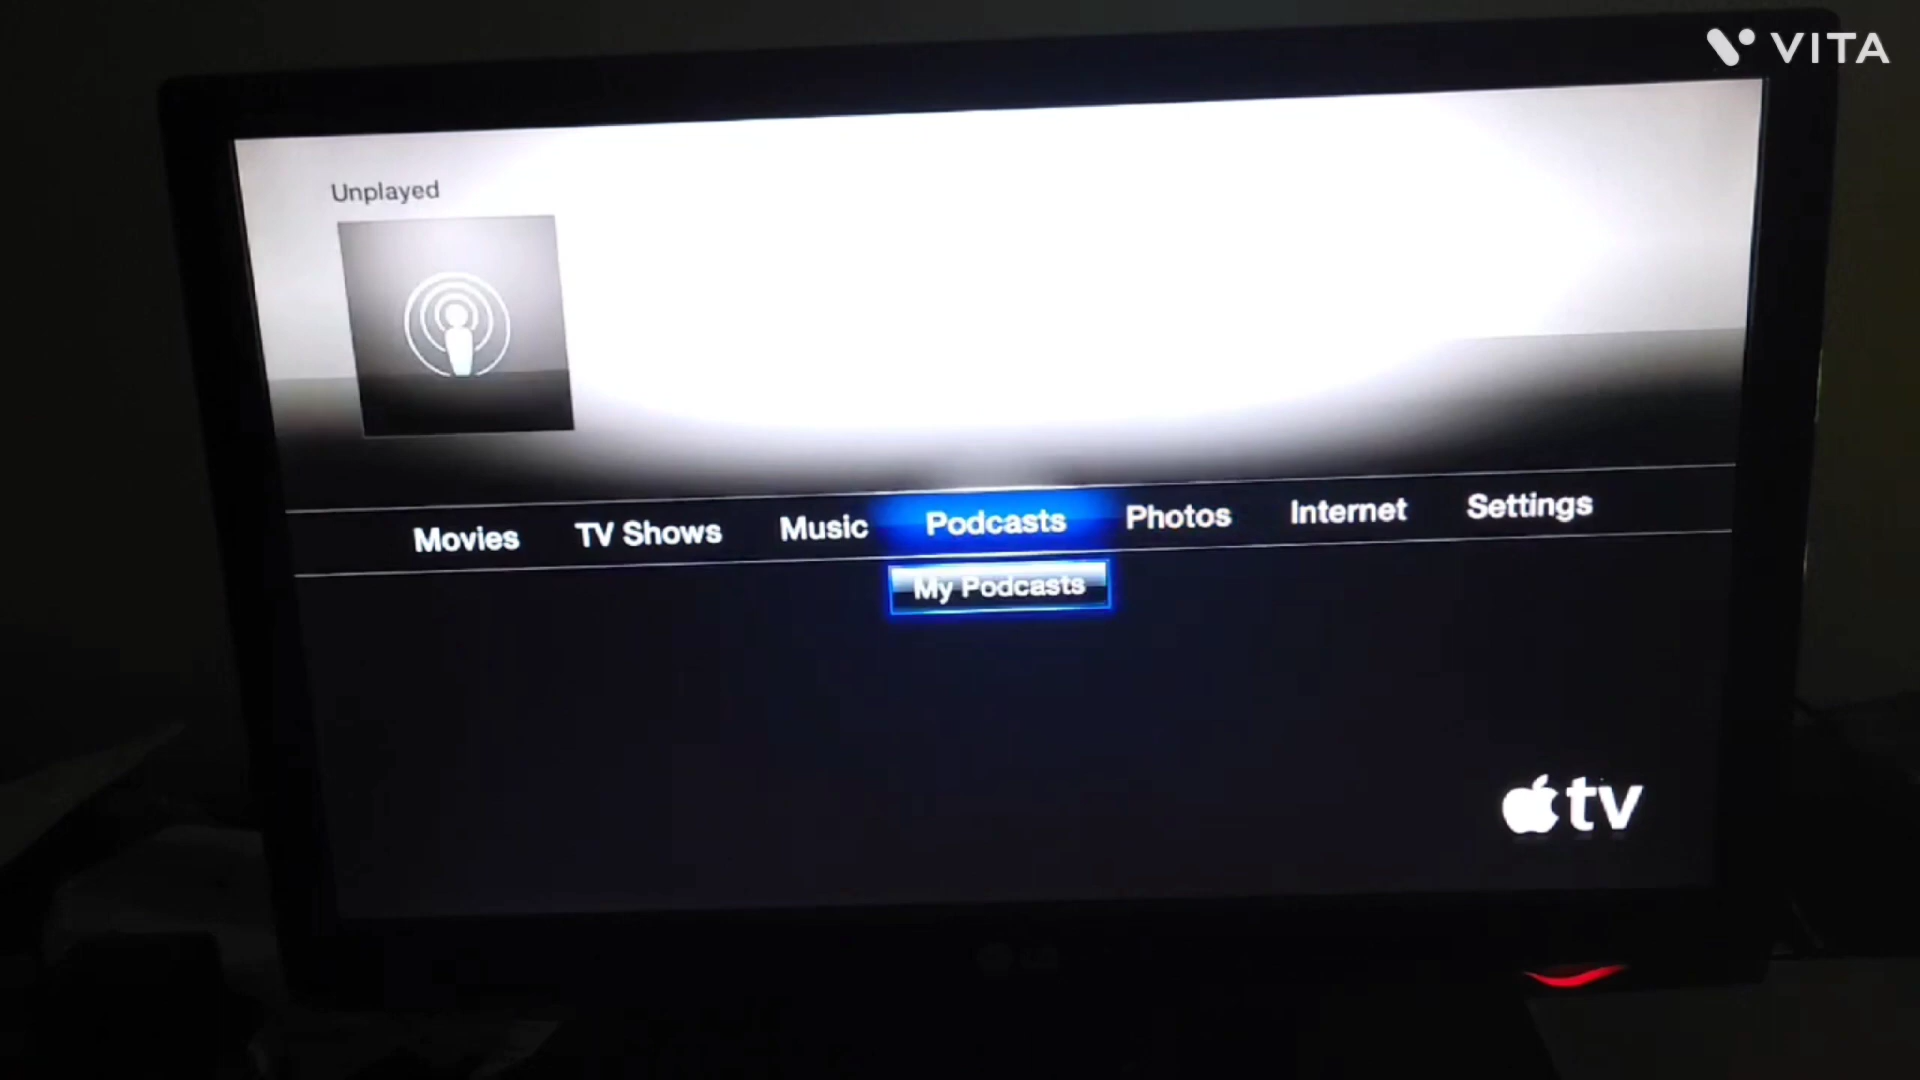 VITA
Unplayed
Movies TV Shows Music Podcasts Photos Internet Settings
My Podcasts
tv